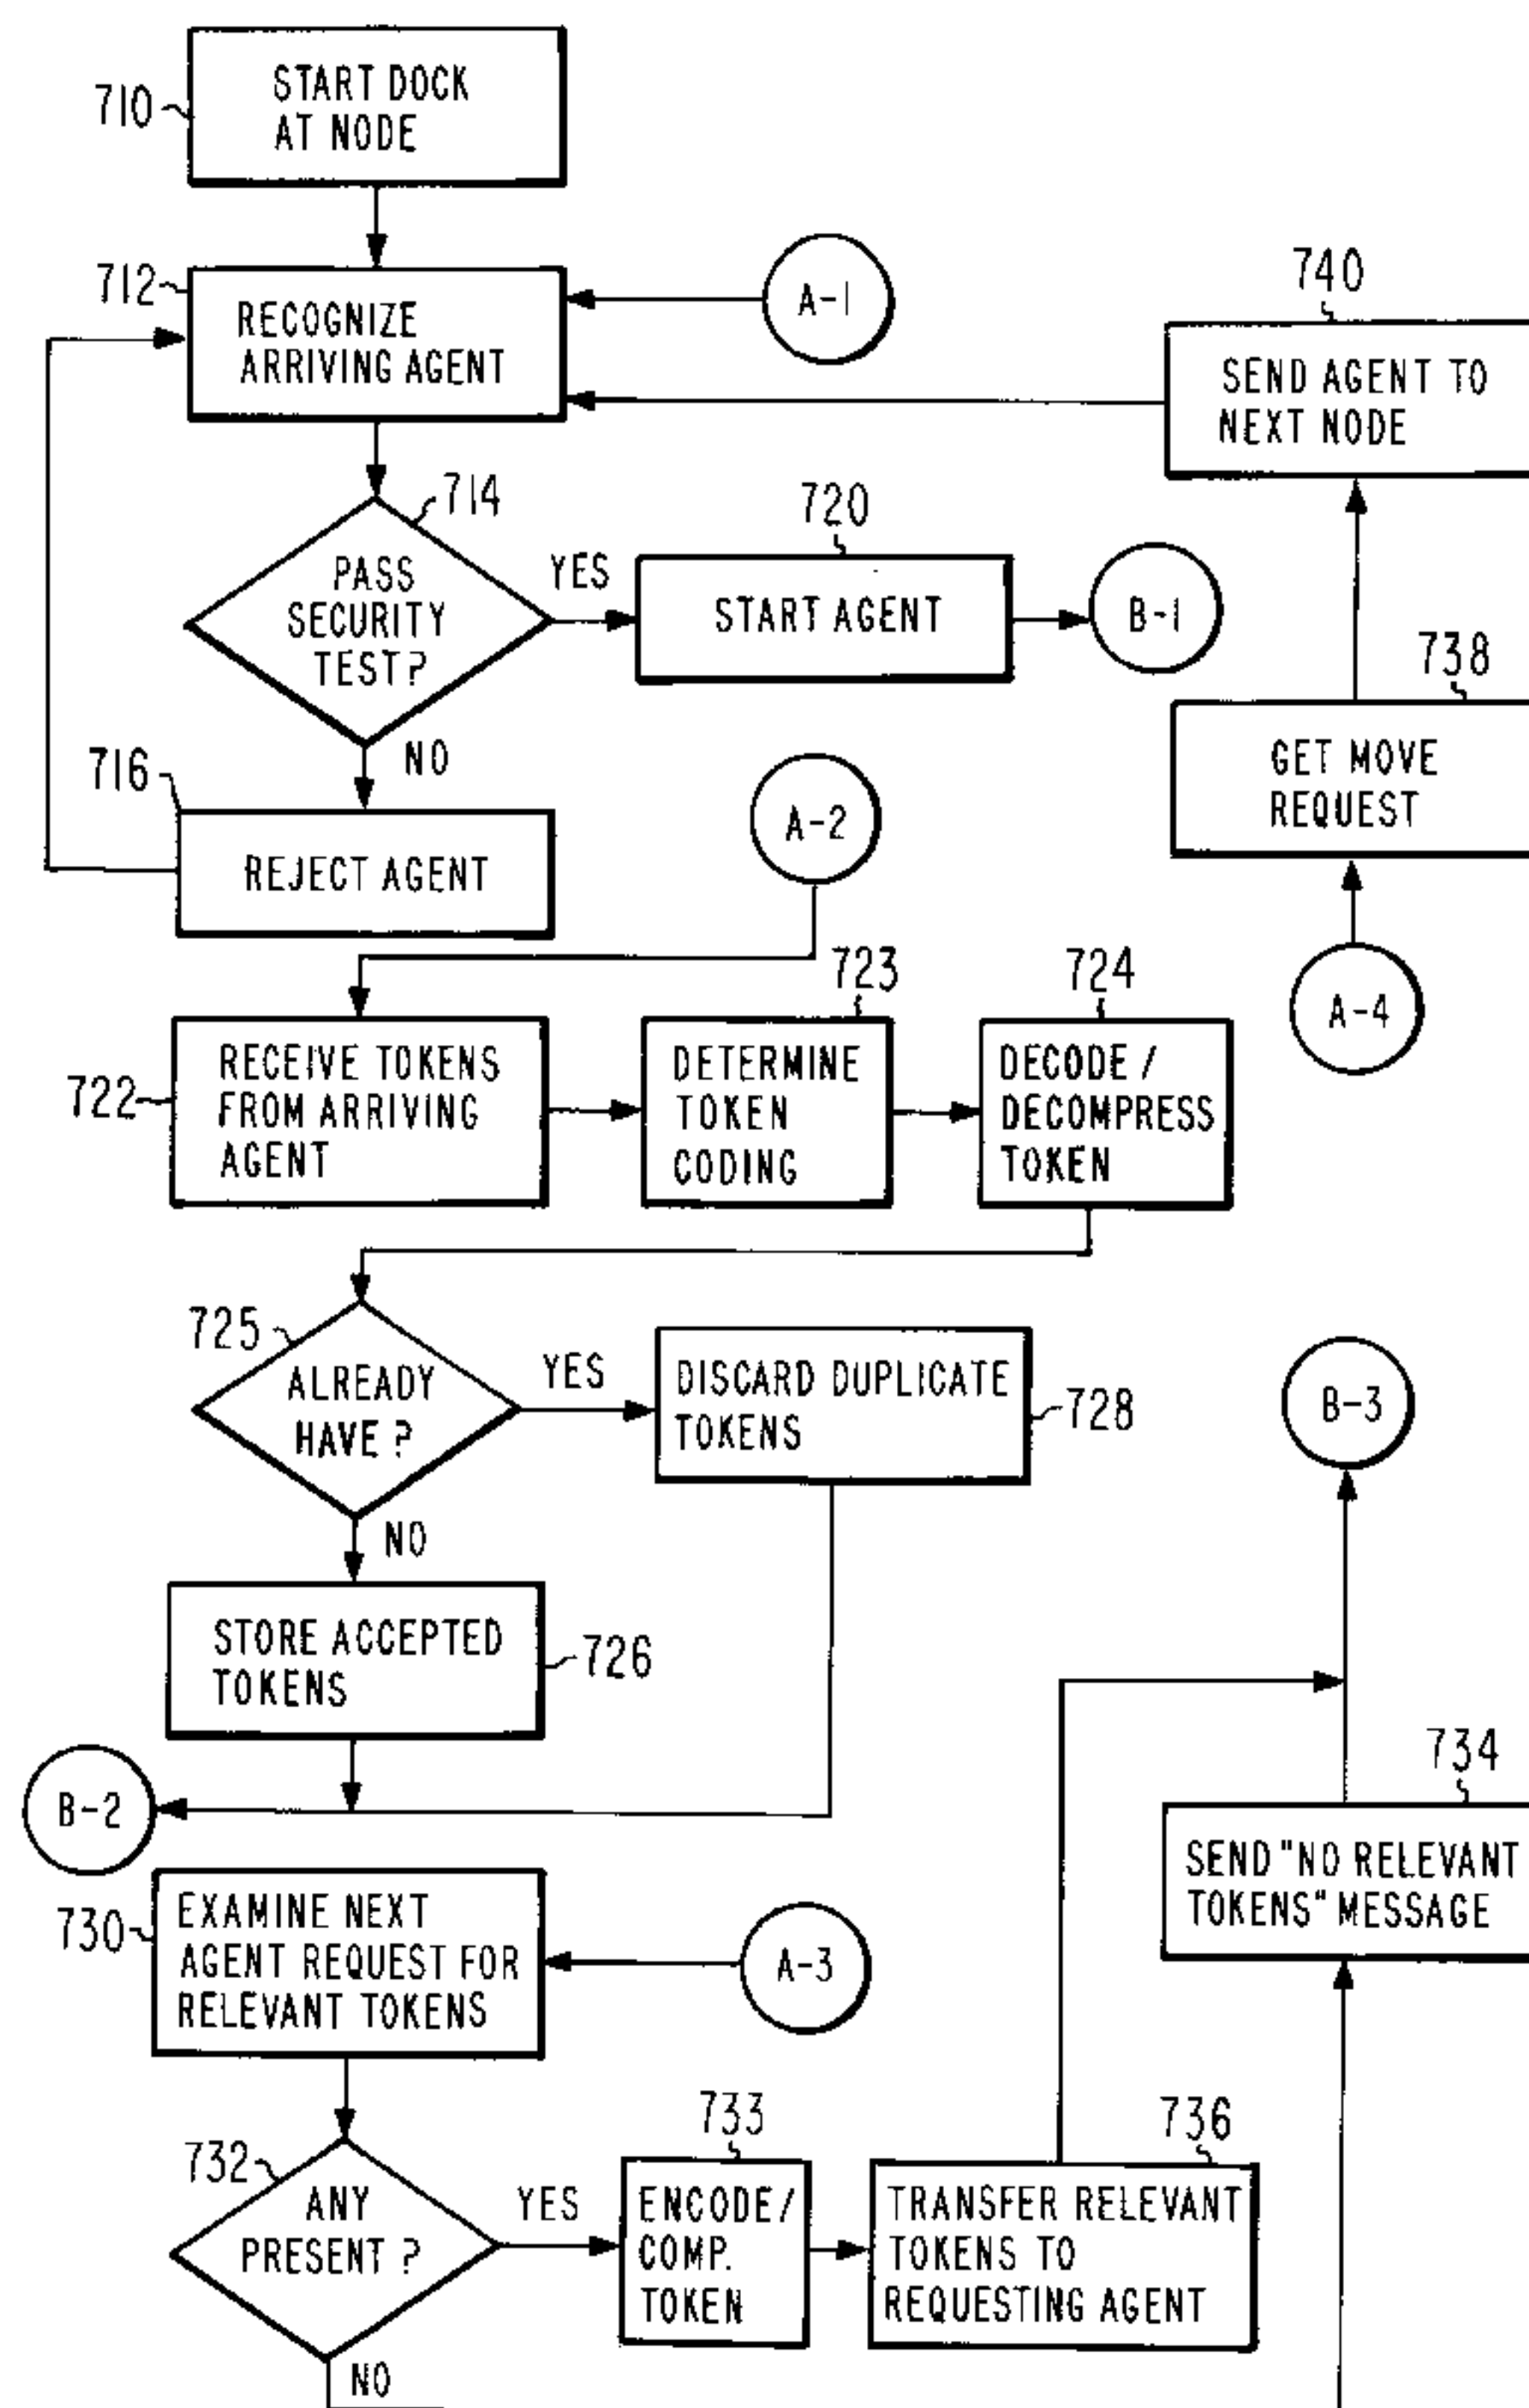 START DOCK
AT NODE
710
712
RECOGNIZE
ARRIVING AGENT
A-1
740
SEND AGENT TO
NEXT NODE
714
PASS
SECURITY
TEST?
YES
720
START AGENT
B-1
738
GET MOVE
REQUEST
NO
716
REJECT AGENT
A-2
A-4
722
RECEIVE TOKENS
FROM ARRIVING
AGENT
723
DETERMINE
TOKEN
CODING
724
DECODE /
DECOMPRESS
TOKEN
725
ALREADY
HAVE ?
YES
DISCARD DUPLICATE
TOKENS
728
B-3
NO
STORE ACCEPTED
TOKENS
726
B-2
734
SEND "NO RELEVANT
TOKENS" MESSAGE
730
EXAMINE NEXT
AGENT REQUEST FOR
RELEVANT TOKENS
A-3
732
ANY
PRESENT ?
YES
733
ENCODE/
COMP.
TOKEN
736
TRANSFER RELEVANT
TOKENS TO
REQUESTING AGENT
NO